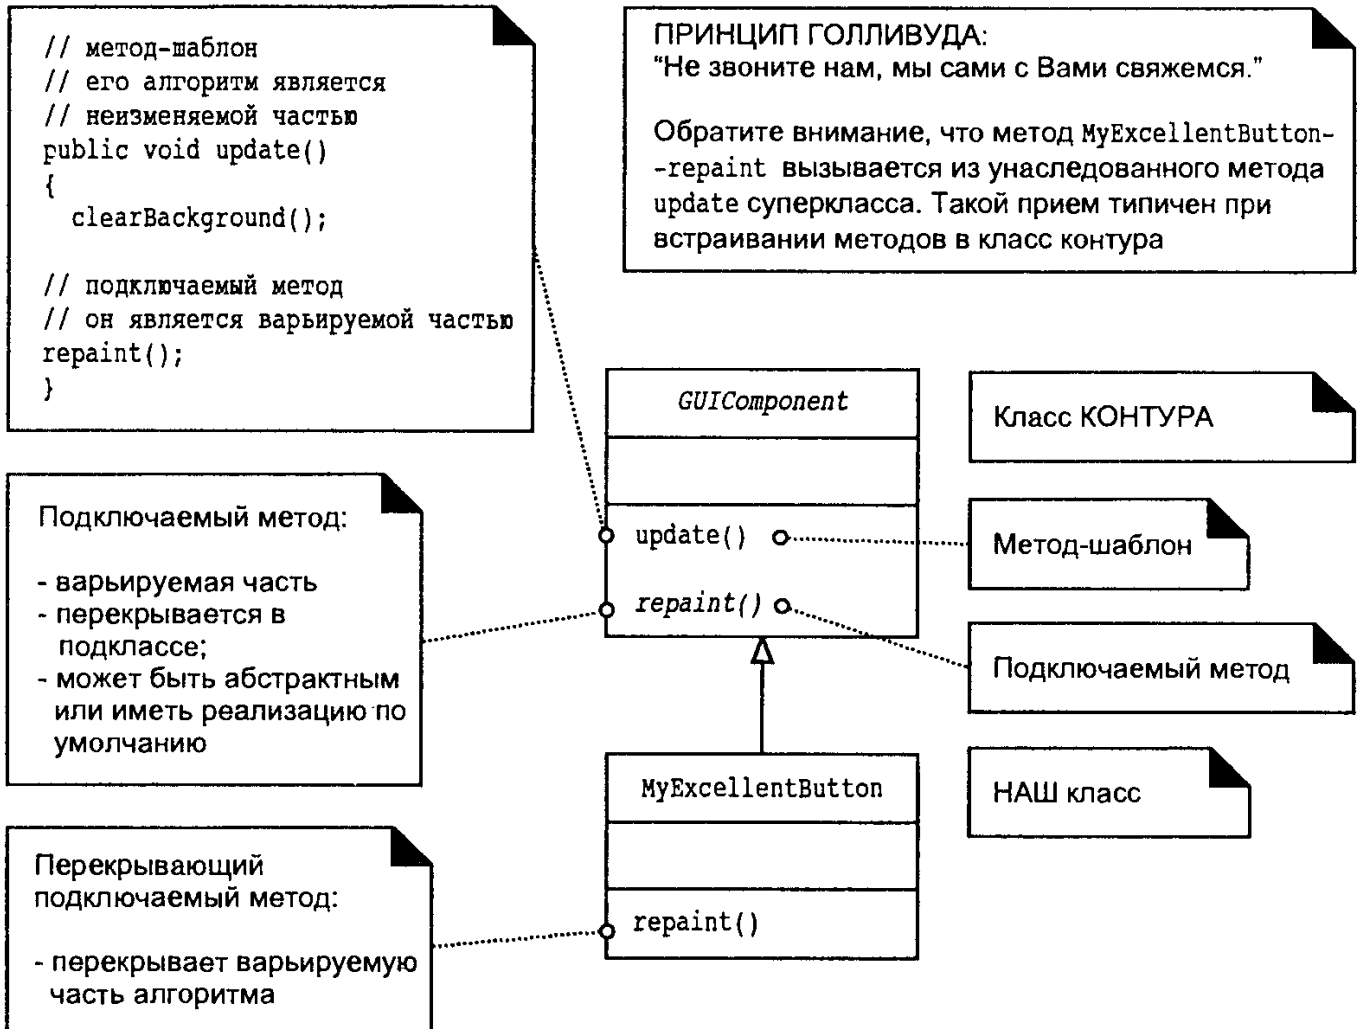 // метод-шаблон
// его алгоритм является
// неизменяемой частью
public void update()
{
clearBackground();
// подключаемый метод
// он является варьируемой частью
repaint();
}
ПРИНЦИП ГОЛЛИВУДА:
“Не звоните нам, мы сами с Вами свяжемся.”
Обратите внимание, что метод MyExcellentButton-
-repaint вызывается из унаследованного метода
update суперкласса. Такой прием типичен при
встраивании методов в класс контура
GUIComponent
update()
repaint()
Класс КОНТУРА
Метод-шаблон
Подключаемый метод
Подключаемый метод:
- варьируемая часть
- перекрывается в
подклассе;
- может быть абстрактным
или иметь реализацию по
умолчанию
MyExcellentButton
repaint()
НАШ класс
Перекрывающий
подключаемый метод:
- перекрывает варьируемую
часть алгоритма